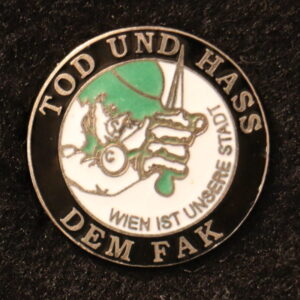 TOD UND HASS
WIEN IST UNSERE STADT
DEM FAK